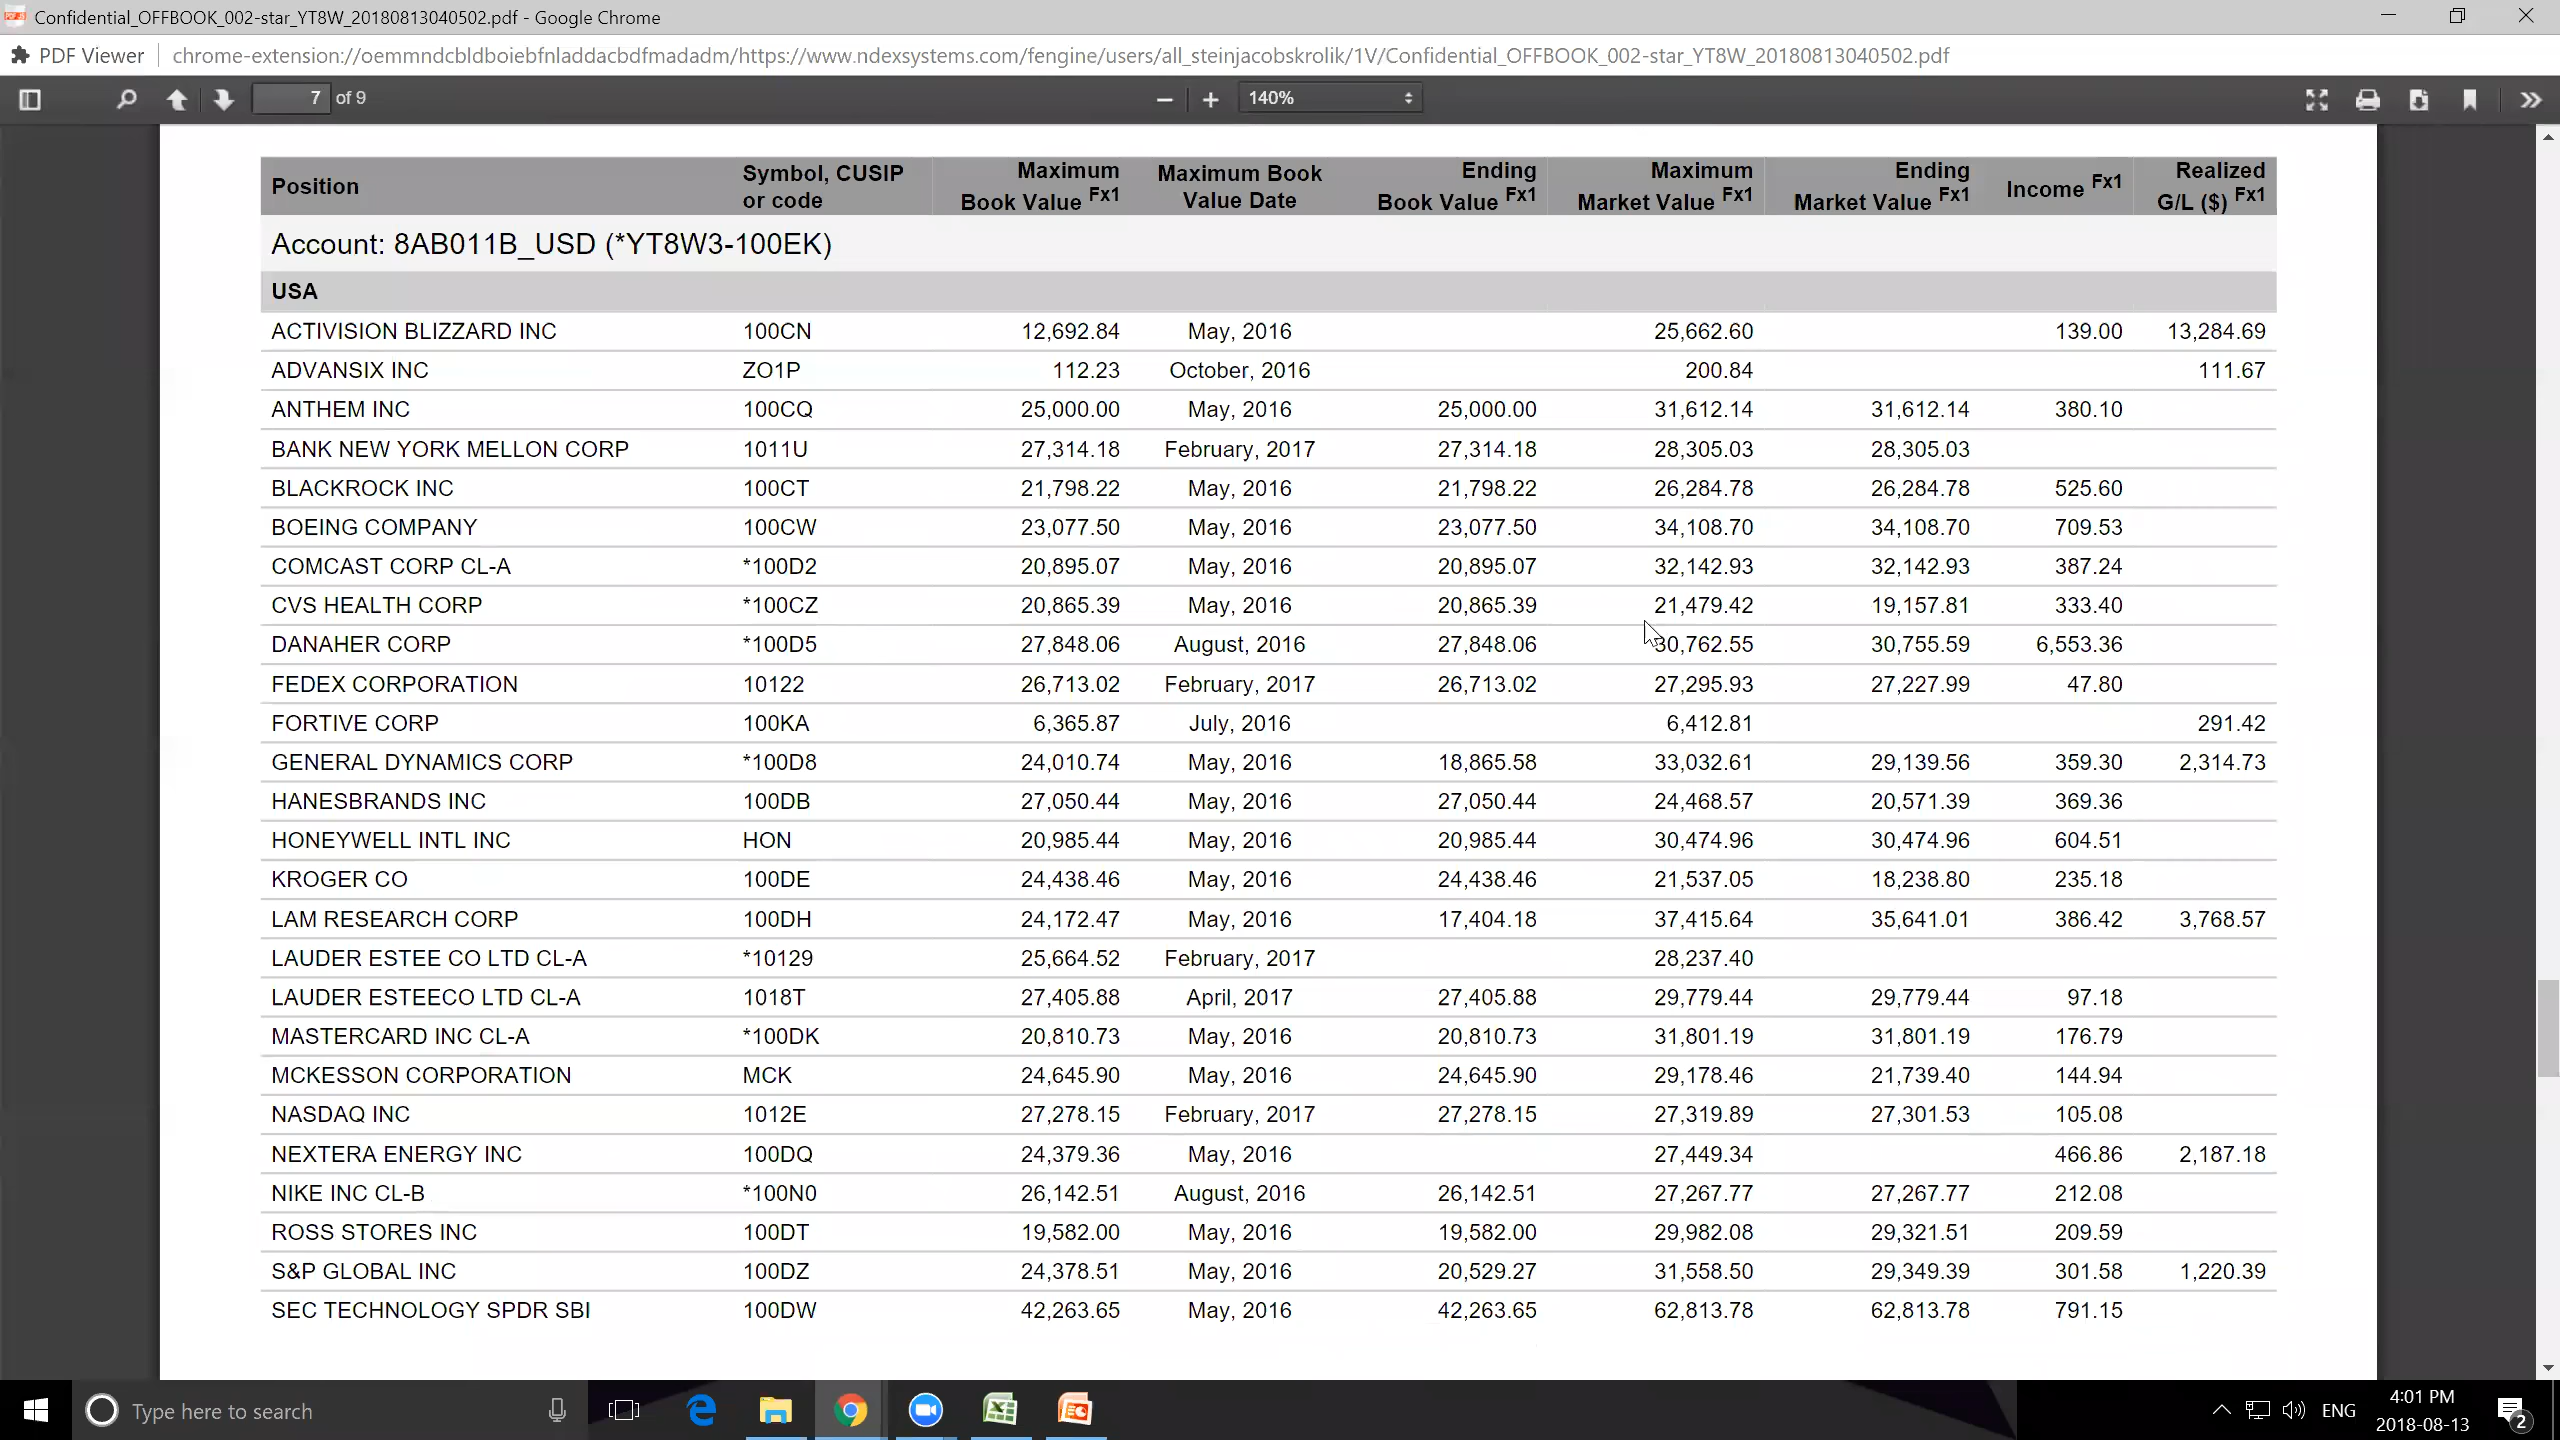 Confidential_OFFBOOK_002-star_YT8W_20180813040502.pdf - Google Chrome
PDF Viewer chrome-extension://oemmndcbldboiebfnladdacbdfmadadm/https://www.ndexsystems.com/fengine/users/all_steinjacobskrolik/1V/Confidential_OFFBOOK_002-star_YT8W_20180813040502.pdf
7 of 9 140%
Position Symbol, CUSIP or code Maximum Book Value Fx1 Maximum Book Value Date Ending Book Value Fx1 Maximum Market Value Fx1 Ending Market Value Fx1 Income Fx1 Realized G/L ($) Fx1
Account: 8AB011B_USD (*YT8W3-100EK)
USA
ACTIVISION BLIZZARD INC 100CN 12,692.84 May, 2016 25,662.60 139.00 13,284.69
ADVANSIX INC ZO1P 112.23 October, 2016 200.84 111.67
ANTHEM INC 100CQ 25,000.00 May, 2016 25,000.00 31,612.14 31,612.14 380.10
BANK NEW YORK MELLON CORP 1011U 27,314.18 February, 2017 27,314.18 28,305.03 28,305.03
BLACKROCK INC 100CT 21,798.22 May, 2016 21,798.22 26,284.78 26,284.78 525.60
BOEING COMPANY 100CW 23,077.50 May, 2016 23,077.50 34,108.70 34,108.70 709.53
COMCAST CORP CL-A *100D2 20,895.07 May, 2016 20,895.07 32,142.93 32,142.93 387.24
CVS HEALTH CORP *100CZ 20,865.39 May, 2016 20,865.39 21,479.42 19,157.81 333.40
DANAHER CORP *100D5 27,848.06 August, 2016 27,848.06 30,762.55 30,755.59 6,553.36
FEDEX CORPORATION 10122 26,713.02 February, 2017 26,713.02 27,295.93 27,227.99 47.80
FORTIVE CORP 100KA 6,365.87 July, 2016 6,412.81 291.42
GENERAL DYNAMICS CORP *100D8 24,010.74 May, 2016 18,865.58 33,032.61 29,139.56 359.30 2,314.73
HANESBRANDS INC 100DB 27,050.44 May, 2016 27,050.44 24,468.57 20,571.39 369.36
HONEYWELL INTL INC HON 20,985.44 May, 2016 20,985.44 30,474.96 30,474.96 604.51
KROGER CO 100DE 24,438.46 May, 2016 24,438.46 21,537.05 18,238.80 235.18
LAM RESEARCH CORP 100DH 24,172.47 May, 2016 17,404.18 37,415.64 35,641.01 386.42 3,768.57
LAUDER ESTEE CO LTD CL-A *10129 25,664.52 February, 2017 28,237.40
LAUDER ESTEECO LTD CL-A 1018T 27,405.88 April, 2017 27,405.88 29,779.44 29,779.44 97.18
MASTERCARD INC CL-A *100DK 20,810.73 May, 2016 20,810.73 31,801.19 31,801.19 176.79
MCKESSON CORPORATION MCK 24,645.90 May, 2016 24,645.90 29,178.46 21,739.40 144.94
NASDAQ INC 1012E 27,278.15 February, 2017 27,278.15 27,319.89 27,301.53 105.08
NEXTERA ENERGY INC 100DQ 24,379.36 May, 2016 27,449.34 466.86 2,187.18
NIKE INC CL-B *100N0 26,142.51 August, 2016 26,142.51 27,267.77 27,267.77 212.08
ROSS STORES INC 100DT 19,582.00 May, 2016 19,582.00 29,982.08 29,321.51 209.59
S&P GLOBAL INC 100DZ 24,378.51 May, 2016 20,529.27 31,558.50 29,349.39 301.58 1,220.39
SEC TECHNOLOGY SPDR SBI 100DW 42,263.65 May, 2016 42,263.65 62,813.78 62,813.78 791.15
Type here to search ENG 4:01 PM
2018-08-13 2